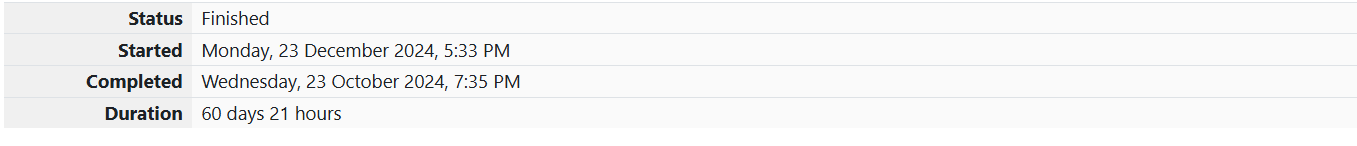 Status Finished
Started Monday, 23 December 2024, 5:33 PM
Completed Wednesday, 23 October 2024, 7:35 PM
Duration 60 days 21 hours